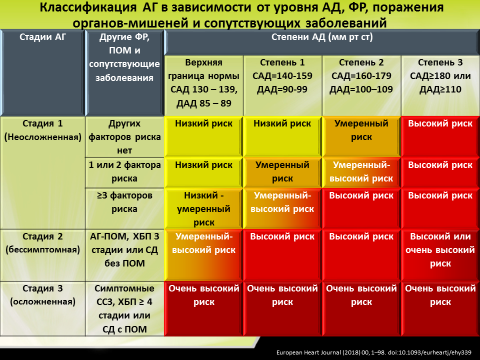 Классификация АГ в зависимости от уровня АД, ФР, поражения
органов-мишеней и сопутствующих заболеваний
Стадии АГ
Другие ФР,
ПОМ и
сопутствующие
заболевания
Степени АД (мм рт ст)
Верхняя
граница нормы
САД 130 – 139,
ДАД 85 – 89
Степень 1
САД=140-159
ДАД=90-99
Степень 2
САД=160-179
ДАД=100–109
Степень 3
САД≥180 или
ДАД≥110
Стадия 1
(Неосложненная)
Других
факторов риска
нет
Низкий риск
Низкий риск
Умеренный
риск
Высокий риск
1 или 2 фактора
риска
Низкий риск
Умеренный
риск
Умеренный-
высокий риск
Высокий риск
≥3 факторов
риска
Низкий -
умеренный
риск
Умеренный-
высокий риск
Высокий риск
Высокий риск
Стадия 2
(бессимптомная)
АГ-ПОМ, ХБП 3
стадии или СД
без ПОМ
Умеренный-
высокий риск
Высокий риск
Высокий риск
Высокий или
очень высокий
риск
Стадия 3
(осложненная)
Симптомные
ССЗ, ХБП ≥ 4
стадии или
СД с ПОМ
Очень высокий
риск
Очень высокий
риск
Очень высокий
риск
Очень высокий
риск
European Heart Journal (2018) 00, 1–98. doi:10.1093/eurheartj/ehy339